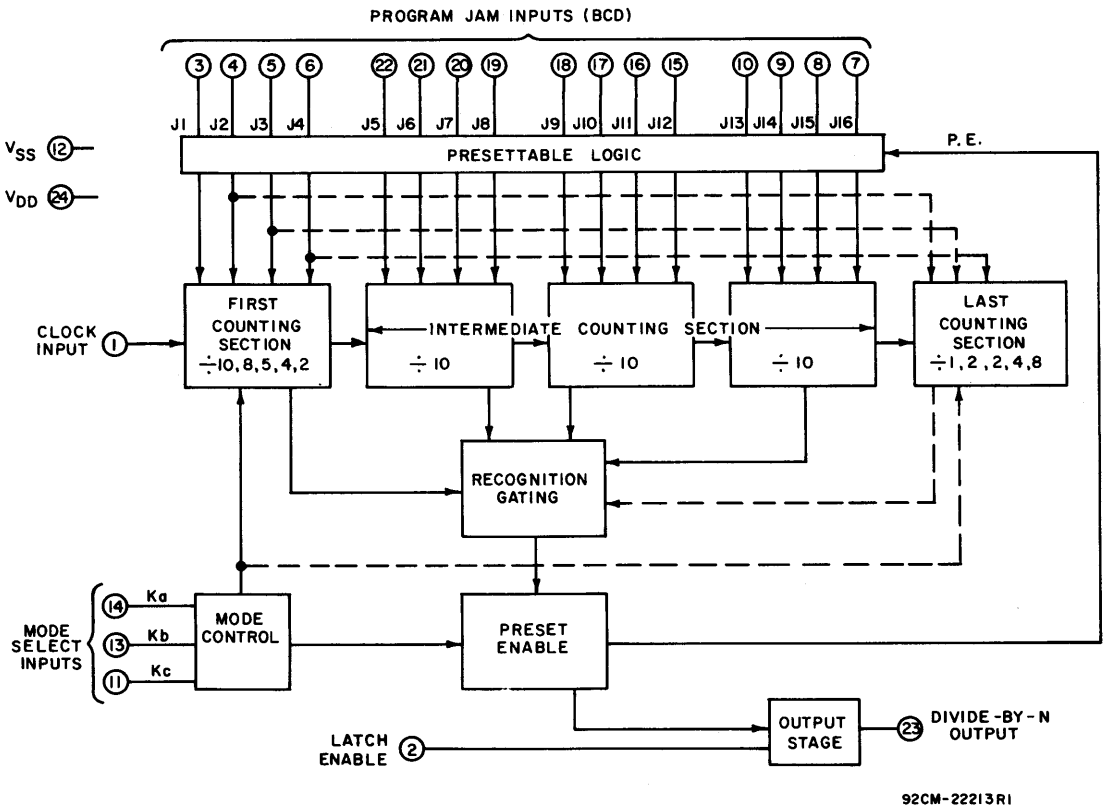 PROGRAM JAM INPUTS (BCD)
3 4 5 6 22 21 20 19 18 17 16 15 10 9 8 7
J1 J2 J3 J4 J5 J6 J7 J8 J9 J10 J11 J12 J13 J14 J15 J16
VSS 12
PRESETTABLE LOGIC
P.E.
VDD 24
CLOCK
INPUT
1
FIRST
COUNTING
SECTION
÷10,8,5,4,2
INTERMEDIATE COUNTING SECTION
÷ 10
÷ 10
÷ 10
LAST
COUNTING
SECTION
÷1,2,2,4,8
RECOGNITION
GATING
MODE
SELECT
INPUTS
14 Ka
13 Kb
11 Kc
MODE
CONTROL
PRESET
ENABLE
LATCH
ENABLE
2
OUTPUT
STAGE
23
DIVIDE-BY-N
OUTPUT
92CM-22213R1